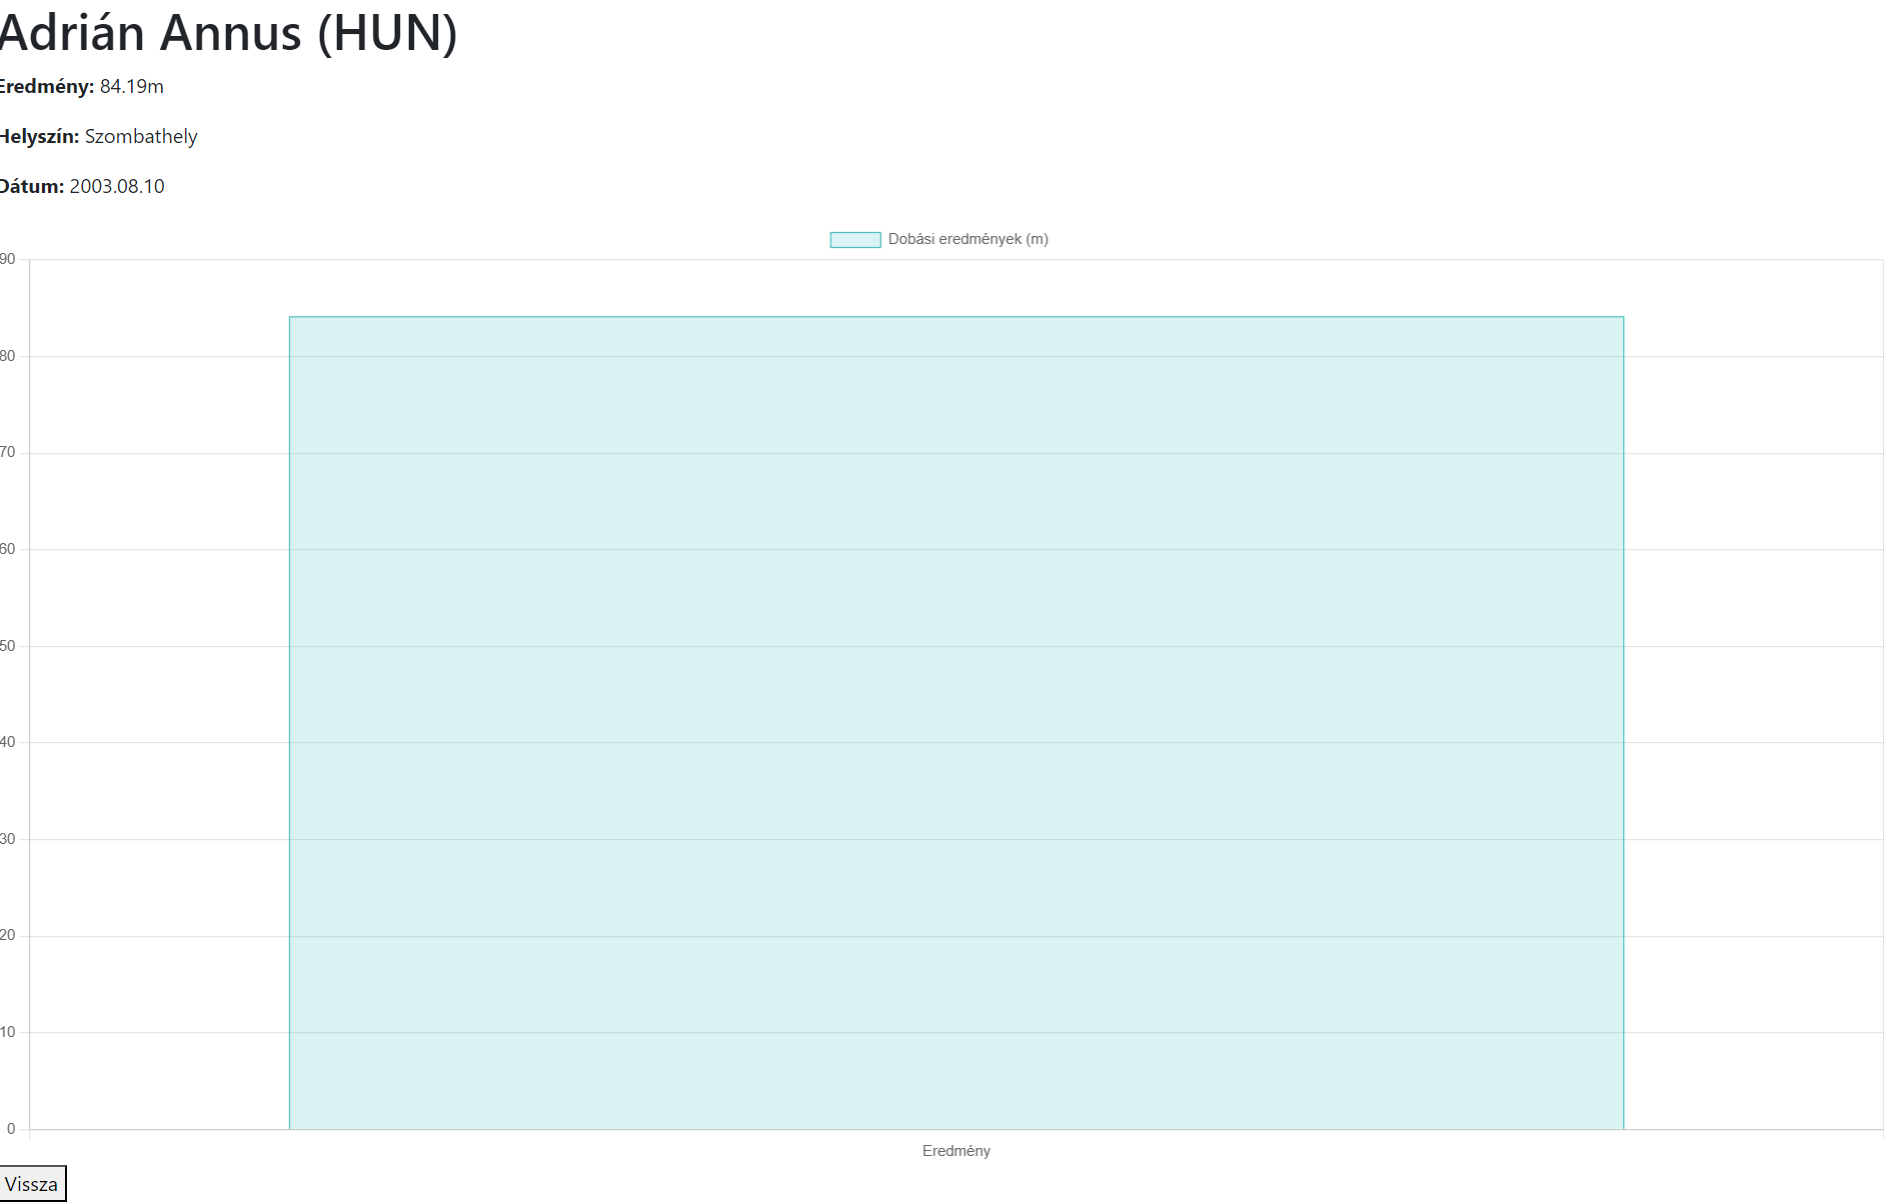 Adrián Annus (HUN)
Eredmény: 84.19m
Helyszín: Szombathely
Dátum: 2003.08.10
Dobási eredmények (m)
90
80
70
60
50
40
30
20
10
0
Eredmény
Vissza